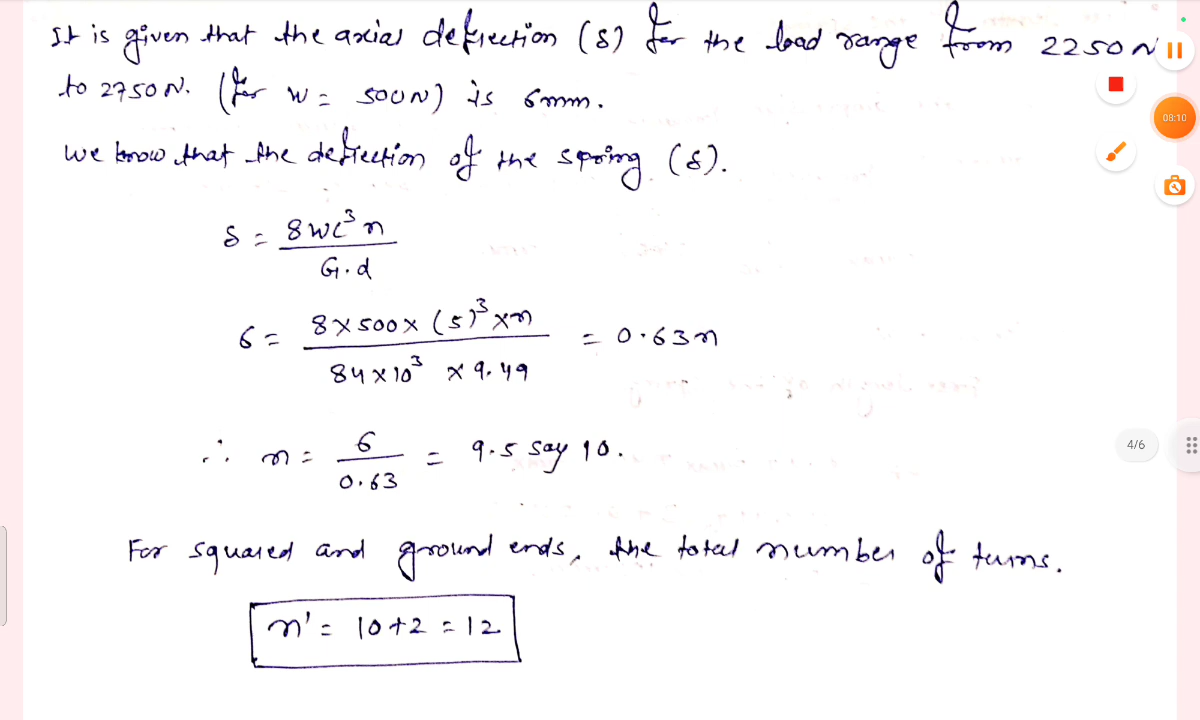 It is given that the axial deflection (δ) for the load range from 2250 N
to 2750 N. (for W = 500 N) is 6mm.
We know that the deflection of the spring (δ).
δ = 8WC³n / G.d
6 = 8 × 500 × (5)³ × n / 84 × 10³ × 9.49 = 0.63n
∴ n = 6 / 0.63 = 9.5 say 10.
For squared and ground ends, the total number of turns.
n' = 10 + 2 = 12
08:10
4/6